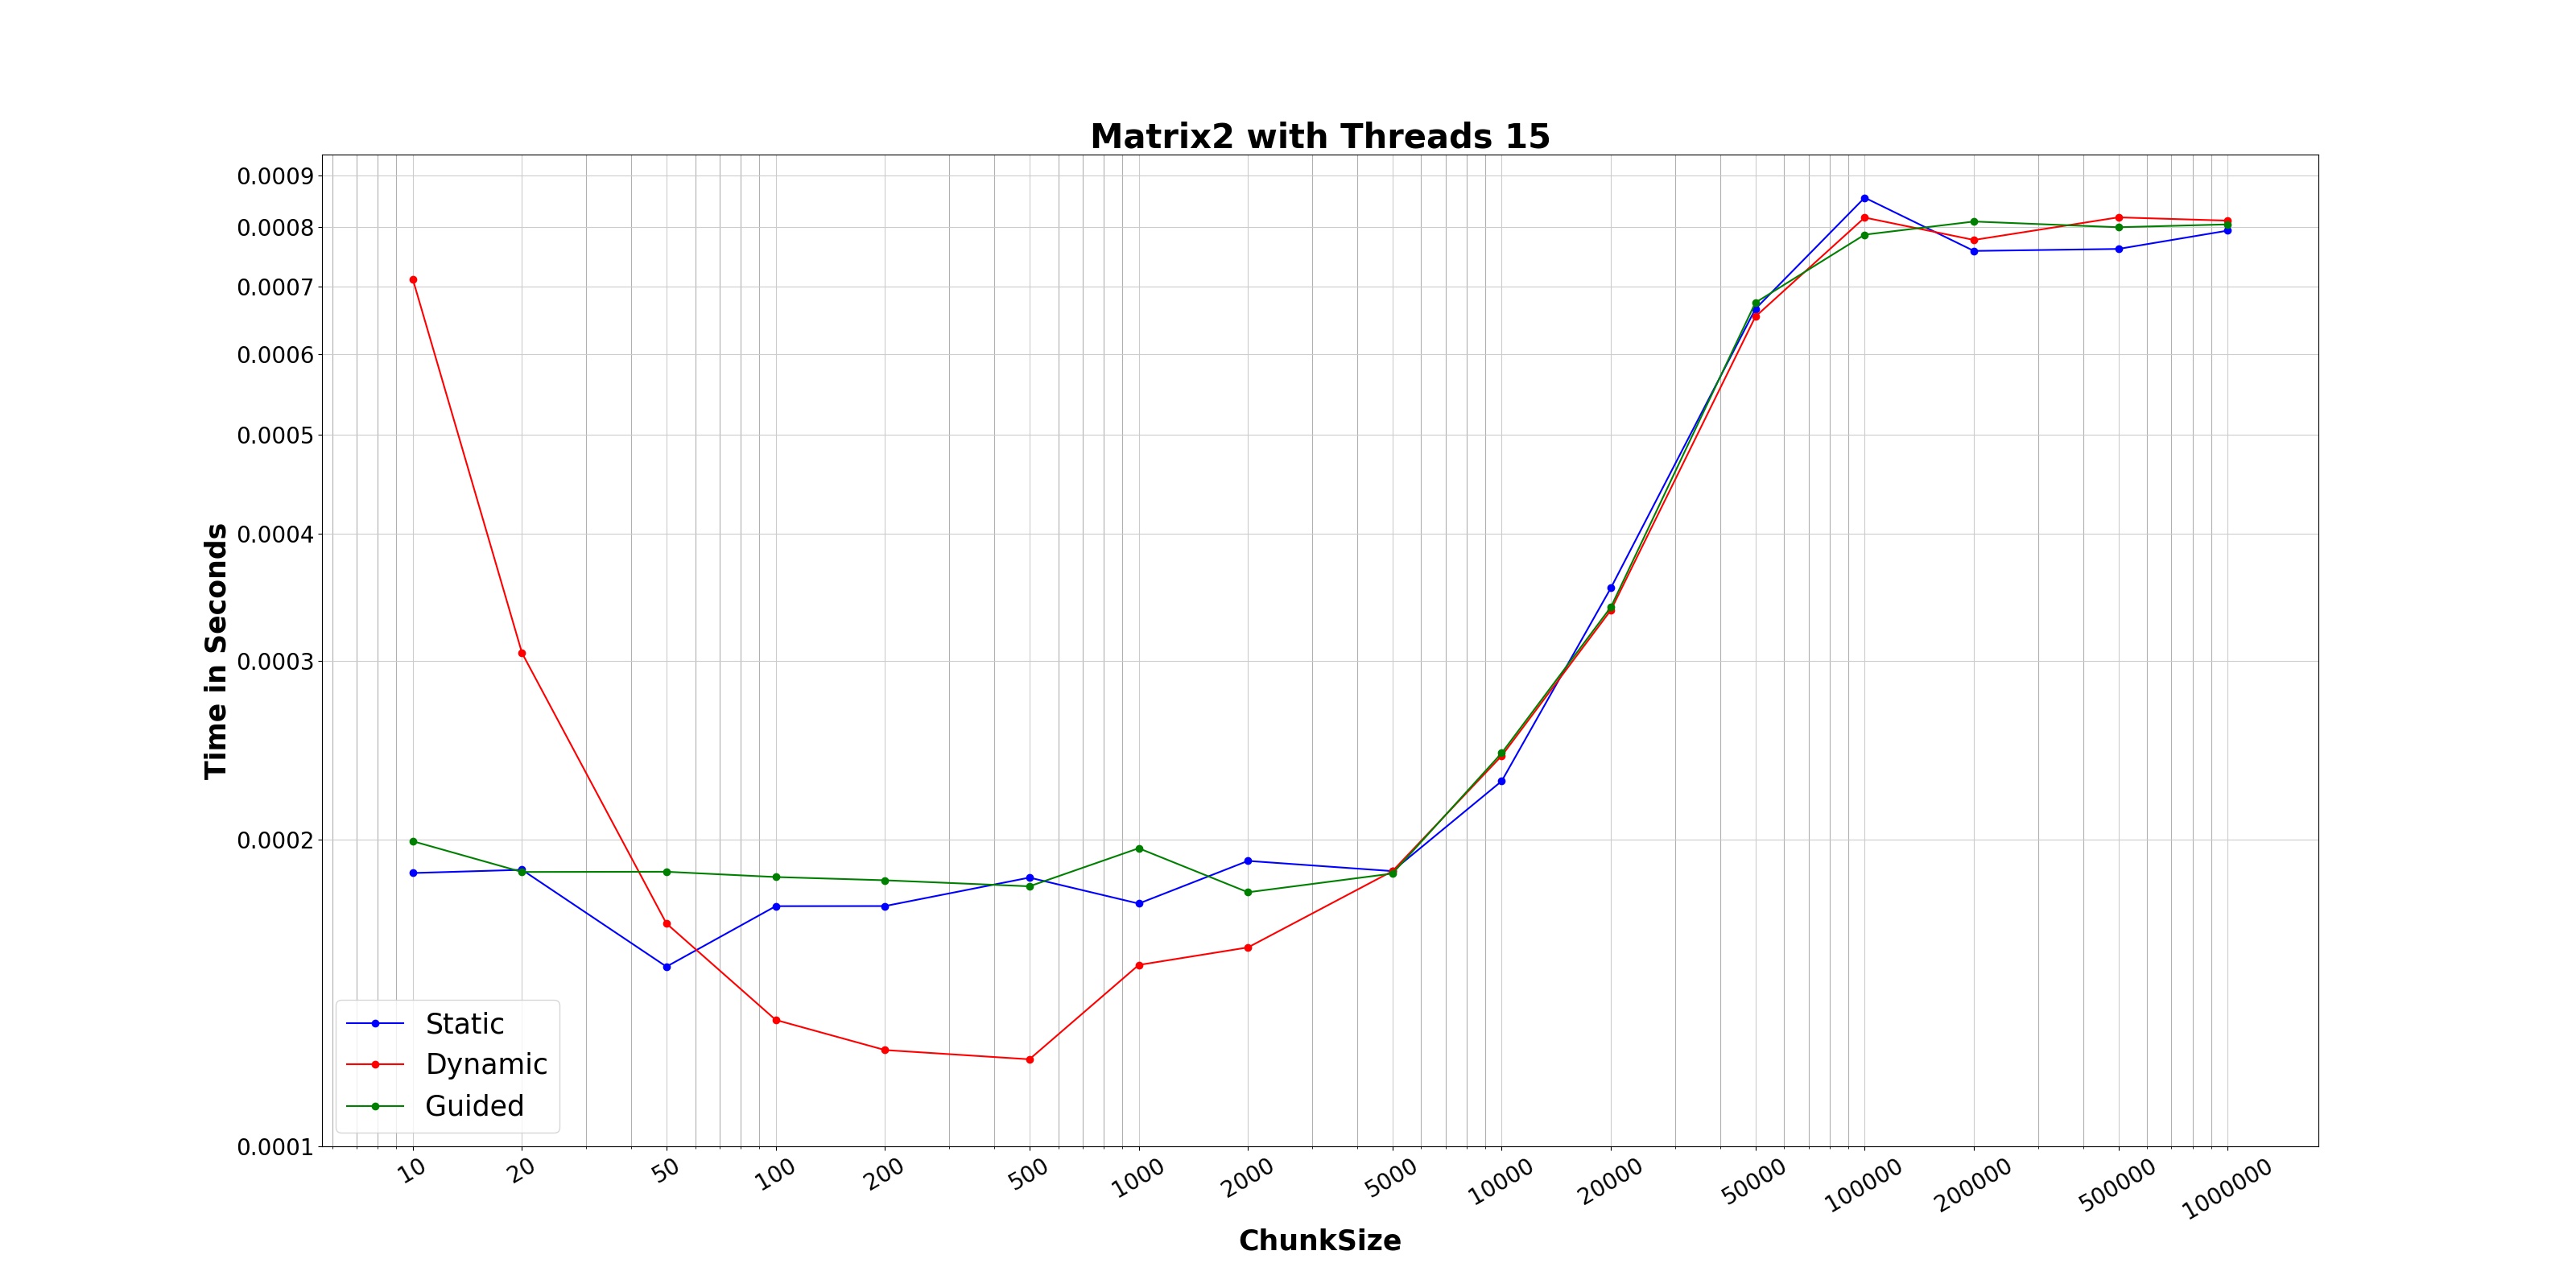 Matrix2 with Threads 15
0.0009
0.0008
0.0007
0.0006
0.0005
0.0004
0.0003
0.0002
0.0001
Time in Seconds
Static
Dynamic
Guided
10 20 50 100 200 500 1000 2000 5000 10000 20000 50000 100000 200000 500000 1000000
ChunkSize